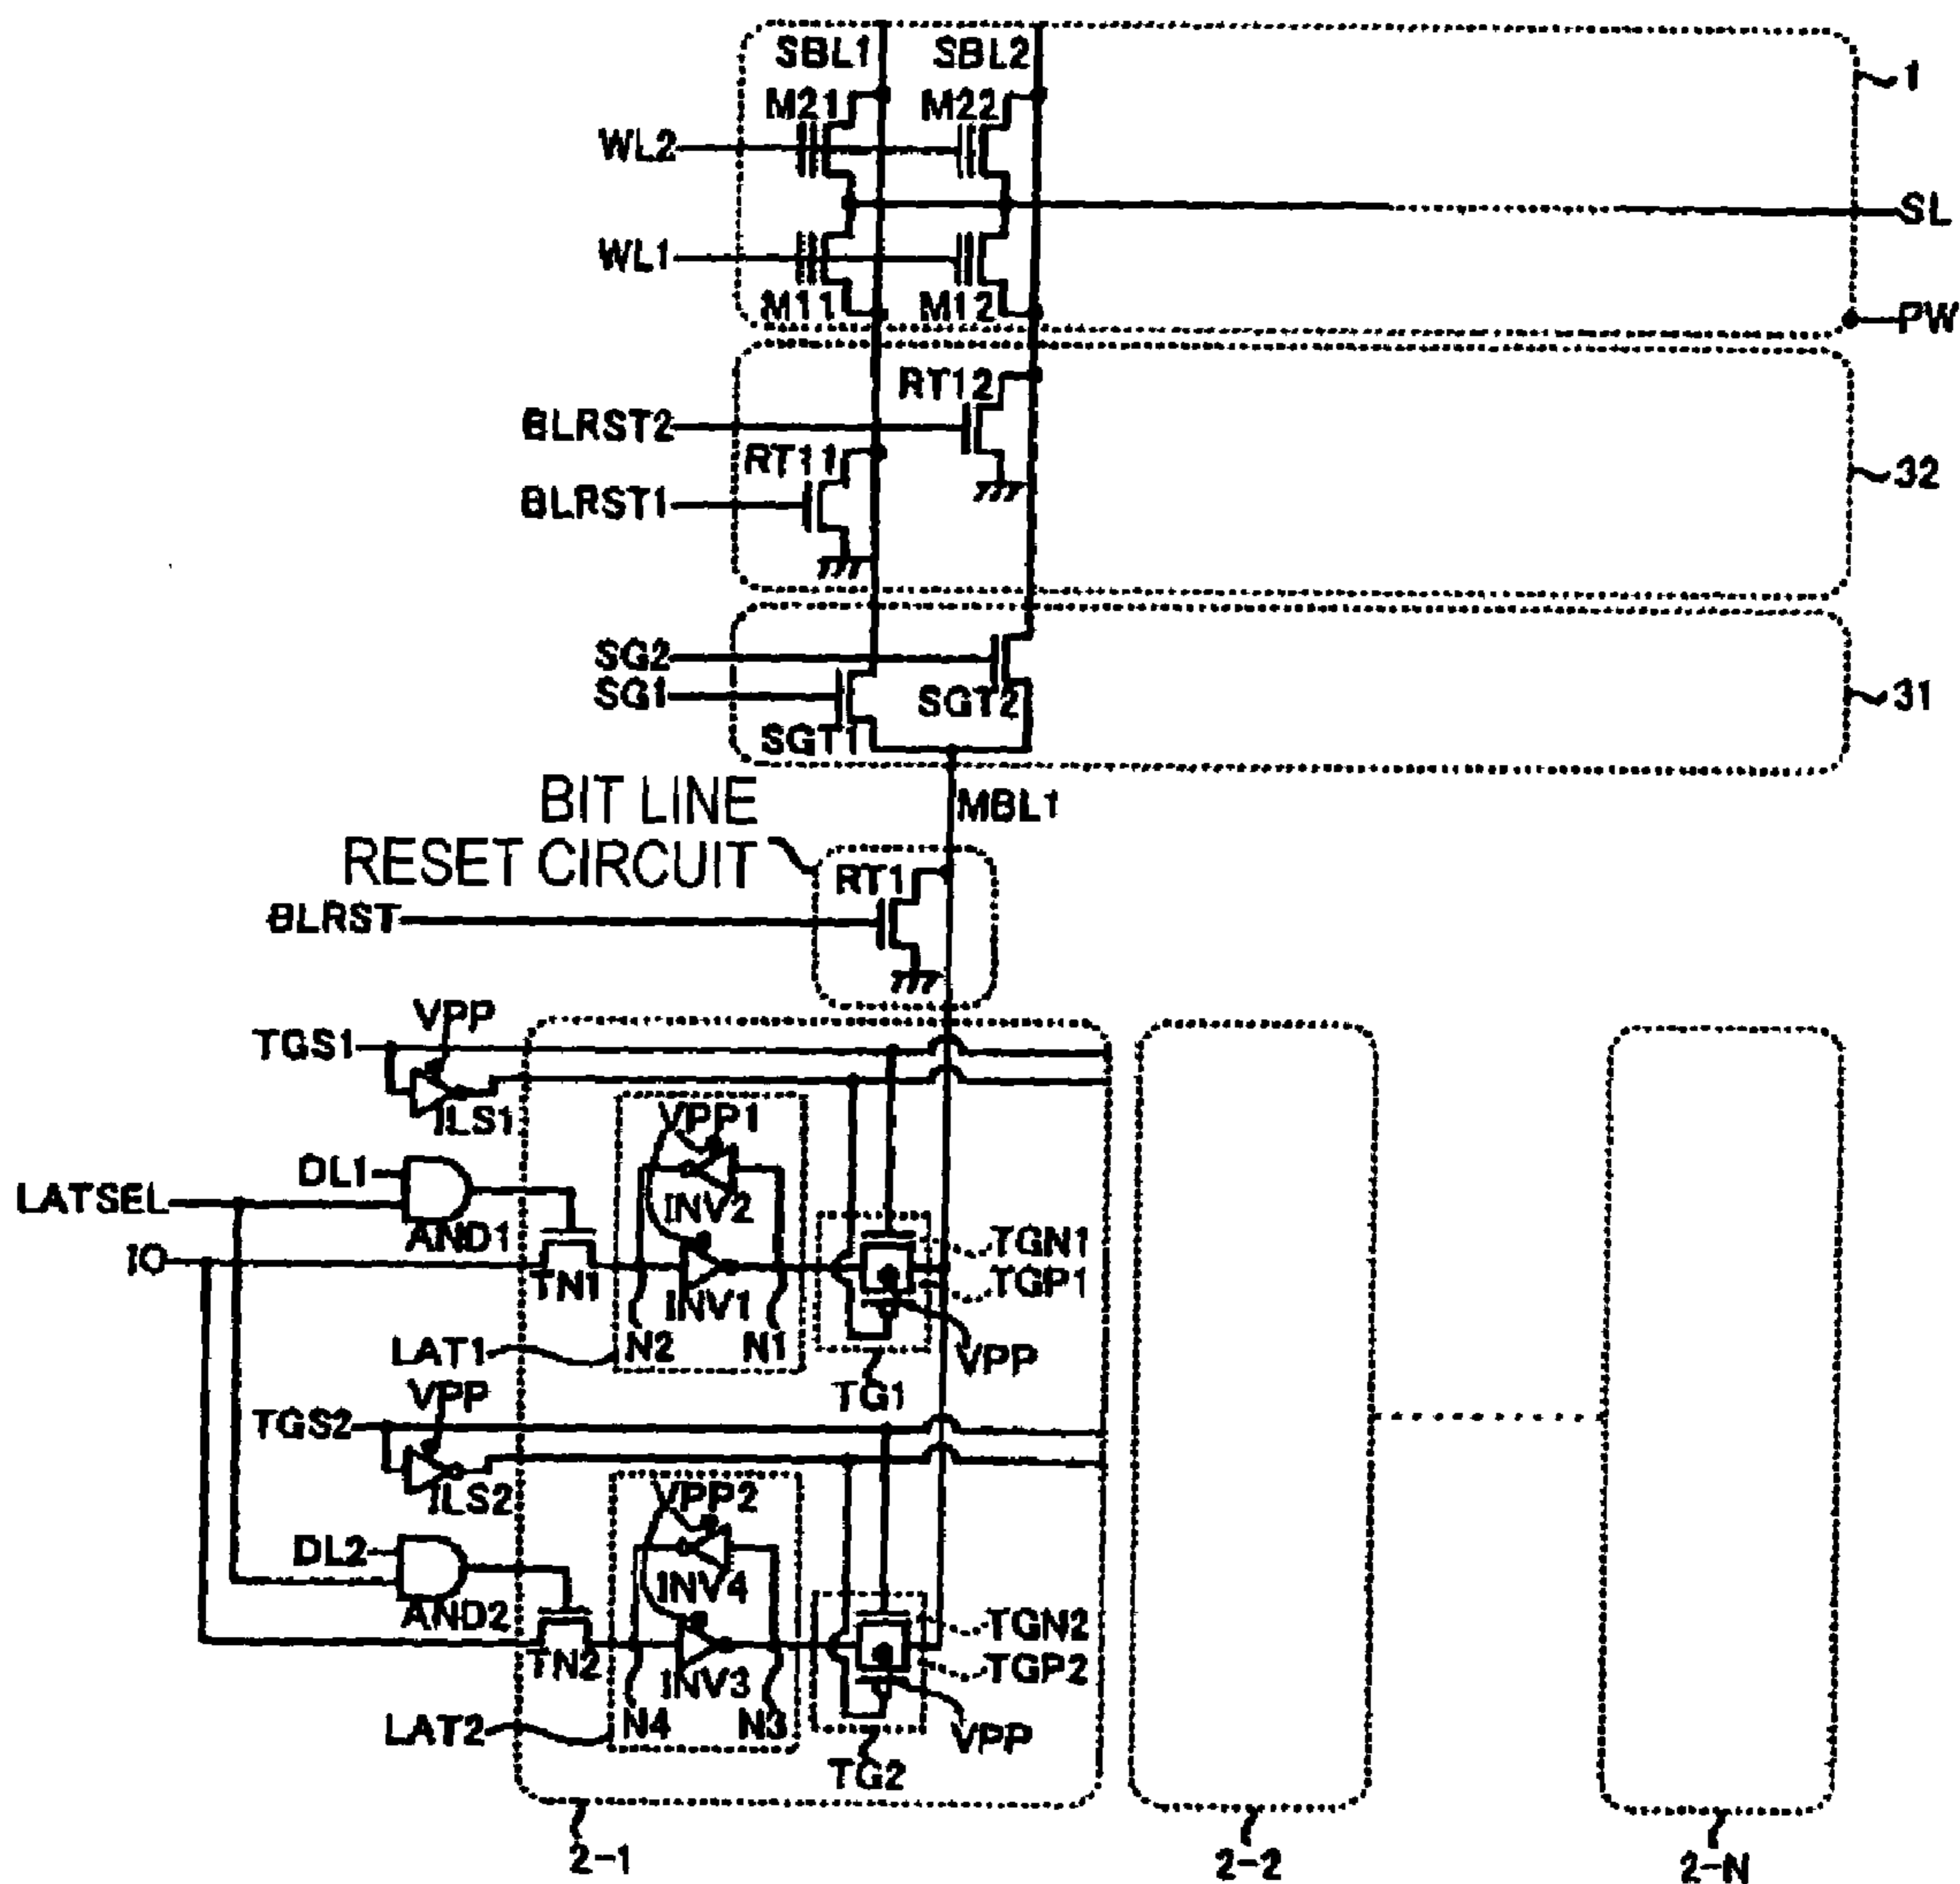 SBL1 SBL2
1
M21 M22
WL2
SL
WL1
M11 M12
PW
RT12
BLRST2
RT11
32
BLRST1
SG2
SG1
SGT2
31
SGT1
BIT LINE
RESET CIRCUIT
MBL1
RT1
BLRST
VPP
TGS1
ILS1
VPP1
DL1
LATSEL
INV2
AND1
TGN1
IO
TN1
TGP1
INV1
N2 N1
LAT1
VPP
VPP
TG1
TGS2
ILS2
VPP2
DL2
INV4
AND2
TGN2
TN2
TGP2
INV3
N4 N3
LAT2
VPP
TG2
2-1
2-2
2-N